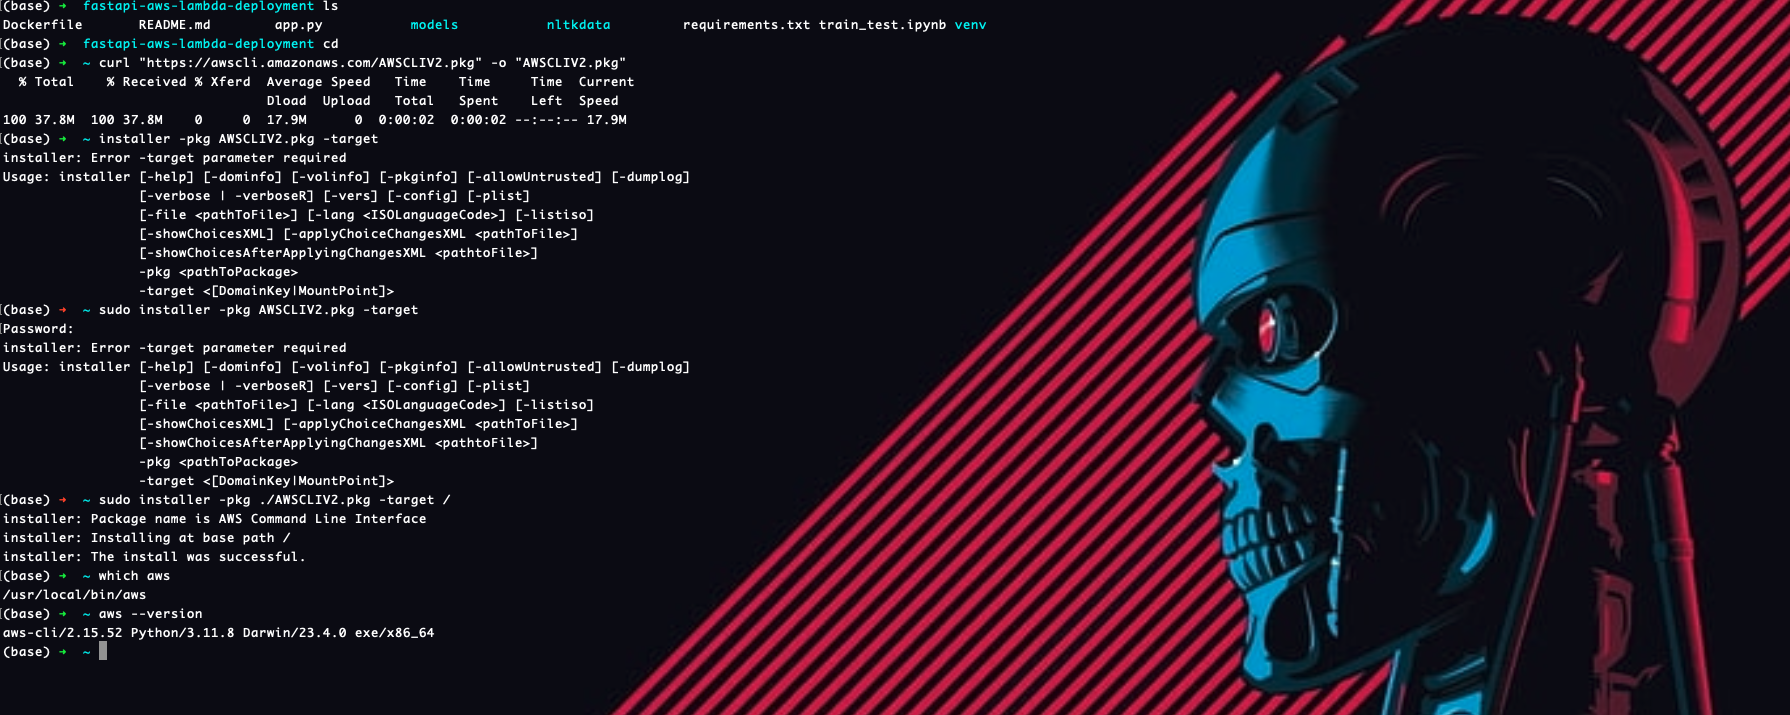 (base) ➜  fastapi-aws-lambda-deployment ls
Dockerfile       README.md        app.py           models           nltkdata         requirements.txt train_test.ipynb venv
(base) ➜  fastapi-aws-lambda-deployment cd
(base) ➜  ~ curl "https://awscli.amazonaws.com/AWSCLIV2.pkg" -o "AWSCLIV2.pkg"
  % Total    % Received % Xferd  Average Speed   Time    Time     Time  Current
                                 Dload  Upload   Total   Spent    Left  Speed
100 37.8M  100 37.8M    0     0  17.9M      0  0:00:02  0:00:02 --:--:-- 17.9M
(base) ➜  ~ installer -pkg AWSCLIV2.pkg -target
installer: Error -target parameter required
Usage: installer [-help] [-dominfo] [-volinfo] [-pkginfo] [-allowUntrusted] [-dumplog]
                 [-verbose | -verboseR] [-vers] [-config] [-plist]
                 [-file <pathToFile>] [-lang <ISOLanguageCode>] [-listiso]
                 [-showChoicesXML] [-applyChoiceChangesXML <pathToFile>]
                 [-showChoicesAfterApplyingChangesXML <pathtoFile>]
                 -pkg <pathToPackage>
                 -target <[DomainKey|MountPoint]>
(base) ➜  ~ sudo installer -pkg AWSCLIV2.pkg -target
Password:
installer: Error -target parameter required
Usage: installer [-help] [-dominfo] [-volinfo] [-pkginfo] [-allowUntrusted] [-dumplog]
                 [-verbose | -verboseR] [-vers] [-config] [-plist]
                 [-file <pathToFile>] [-lang <ISOLanguageCode>] [-listiso]
                 [-showChoicesXML] [-applyChoiceChangesXML <pathToFile>]
                 [-showChoicesAfterApplyingChangesXML <pathtoFile>]
                 -pkg <pathToPackage>
                 -target <[DomainKey|MountPoint]>
(base) ➜  ~ sudo installer -pkg ./AWSCLIV2.pkg -target /
installer: Package name is AWS Command Line Interface
installer: Installing at base path /
installer: The install was successful.
(base) ➜  ~ which aws
/usr/local/bin/aws
(base) ➜  ~ aws --version
aws-cli/2.15.52 Python/3.11.8 Darwin/23.4.0 exe/x86_64
(base) ➜  ~